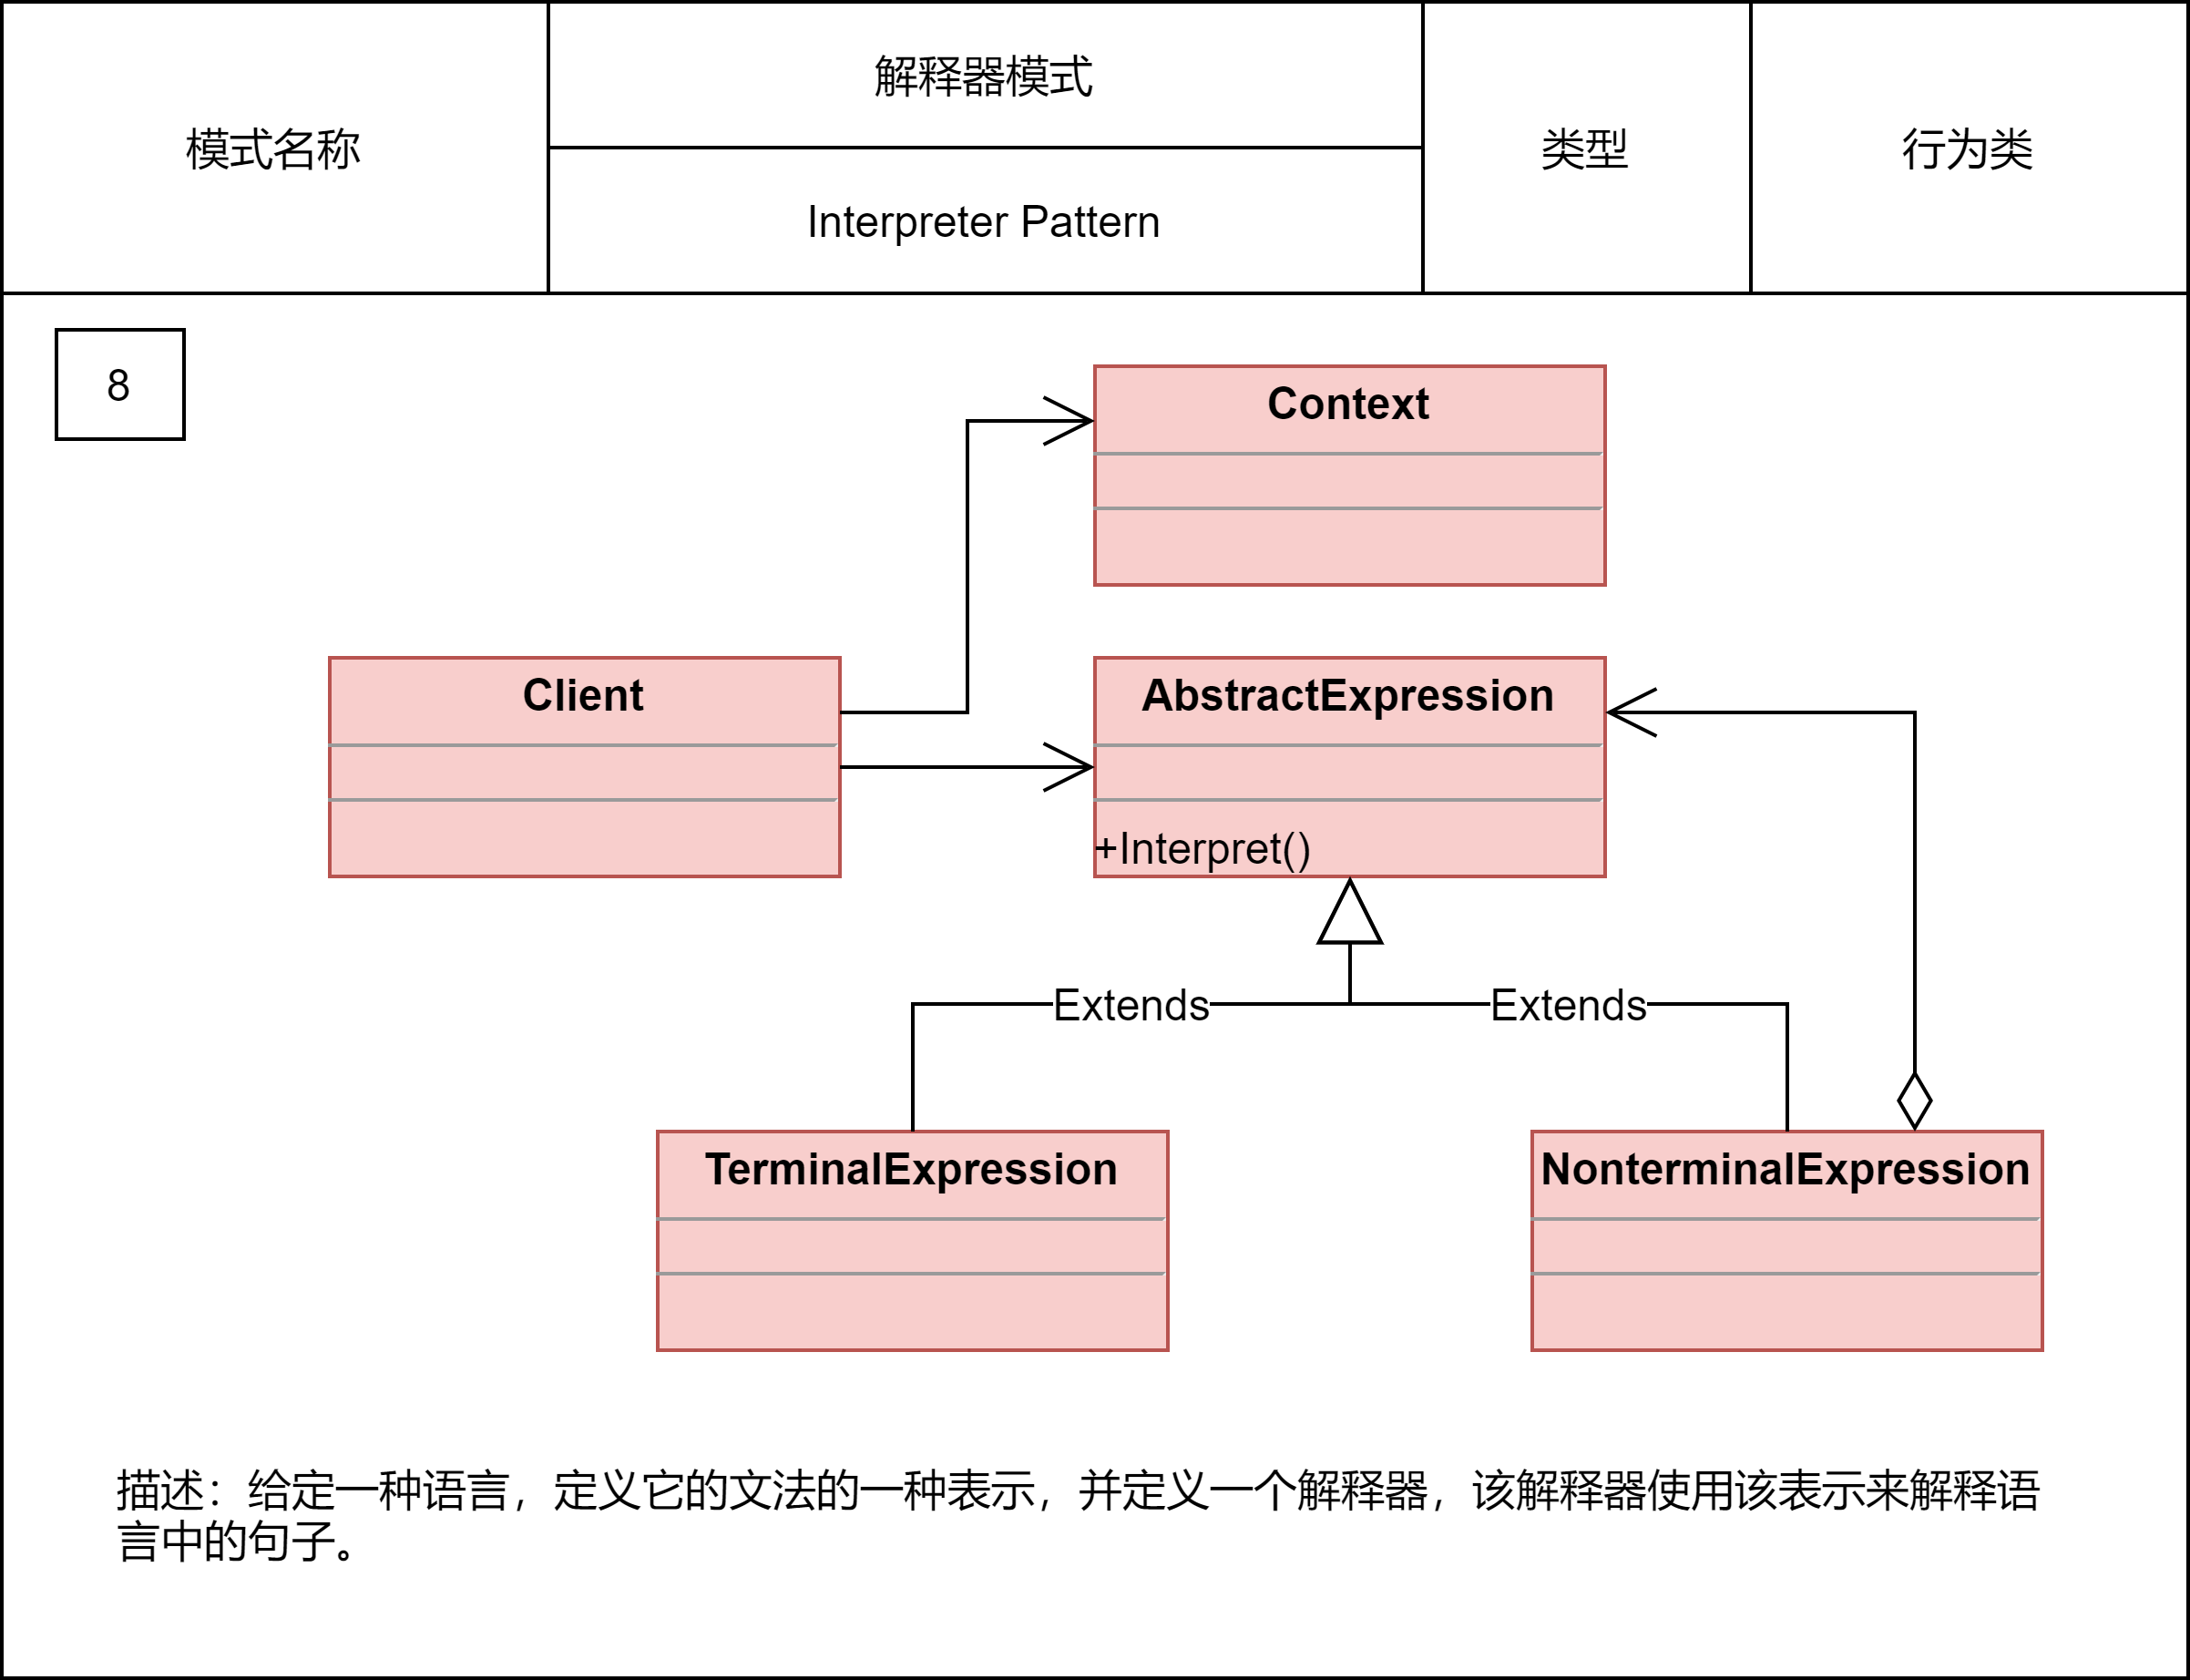 模式名称
解释器模式
Interpreter Pattern
类型
行为类
8
Context
Client
AbstractExpression
+Interpret()
Extends
Extends
TerminalExpression
NonterminalExpression
描述：给定一种语言，定义它的文法的一种表示，并定义一个解释器，该解释器使用该表示来解释语
言中的句子。